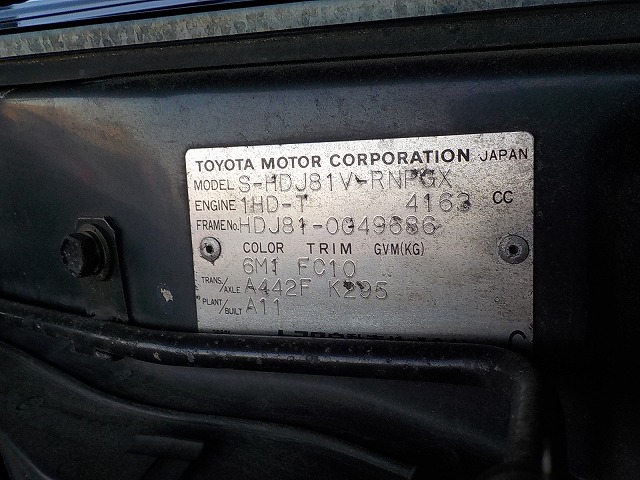 TOYOTA MOTOR CORPORATION JAPAN
MODEL S-HDJ81V-RNPGX
ENGINE 1HD-T 4163 CC
FRAME No. HDJ81-0049686
COLOR TRIM GVM(KG)
6M1 FC10
TRANS./AXLE A442F K295
PLANT/BUILT A11